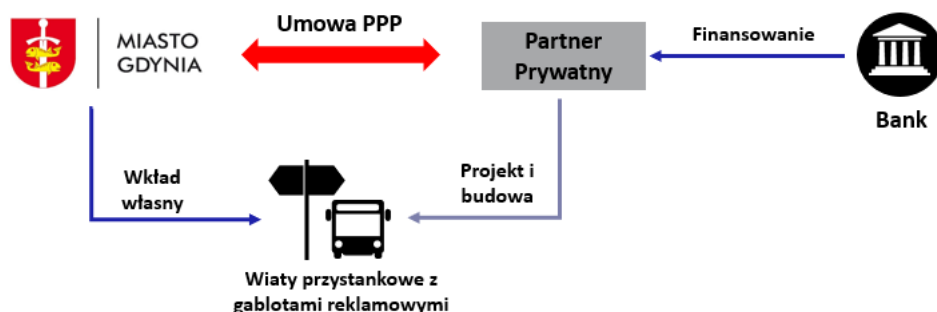 MIASTO
GDYNIA
Umowa PPP
Partner
Prywatny
Finansowanie
Bank
Wkład
własny
Projekt i
budowa
Wiaty przystankowe z
gablotami reklamowymi